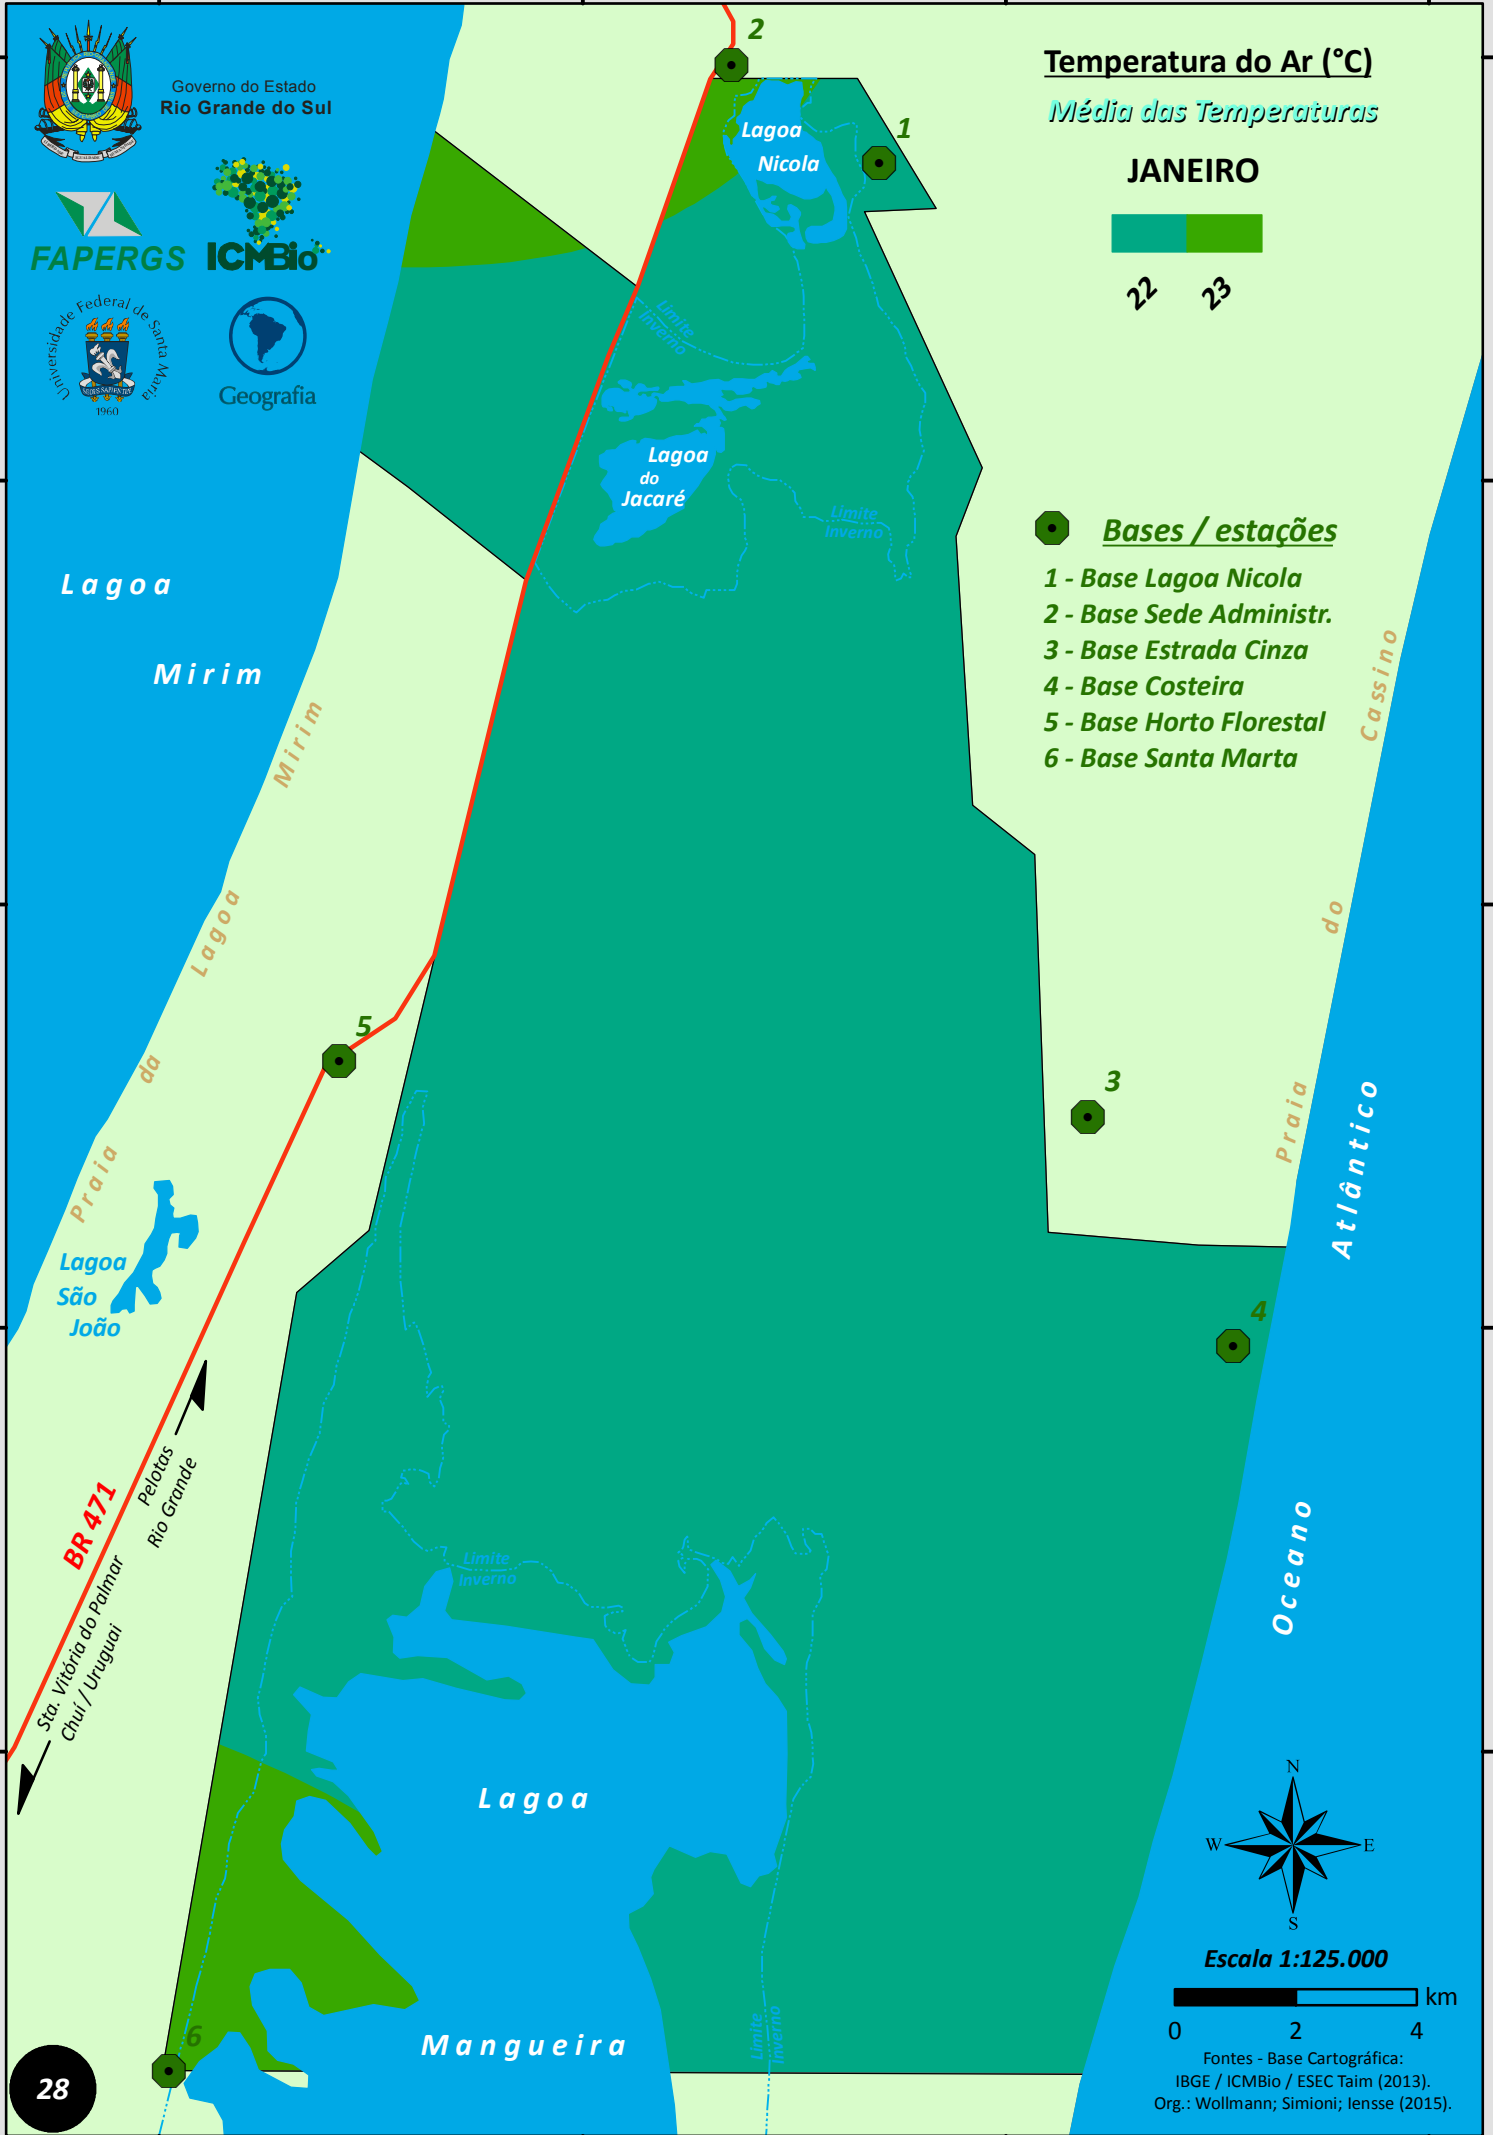 Governo do Estado
Rio Grande do Sul
FAPERGS
ICMBio
Universidade Federal de Santa Maria
SEDES SAPIENTIAE
1960
Geografia
Temperatura do Ar (°C)
Média das Temperaturas
JANEIRO
22 23
2
1
Lagoa
Nicola
Limite
Inverno
Lagoa
do
Jacaré
Limite
Inverno
Bases / estações
1 - Base Lagoa Nicola
2 - Base Sede Administr.
3 - Base Estrada Cinza
4 - Base Costeira
5 - Base Horto Florestal
6 - Base Santa Marta
Lagoa
Mirim
Praia da Lagoa Mirim
Praia do Cassino
5
3
4
Oceano Atlântico
Lagoa
São
João
BR 471
Pelotas
Rio Grande
Sta. Vitória do Palmar
Chuí / Uruguai
Limite
Inverno
Lagoa
Mangueira
Limite
Inverno
6
N
W E
S
Escala 1:125.000
km
0 2 4
Fontes - Base Cartográfica:
IBGE / ICMBio / ESEC Taim (2013).
Org.: Wollmann; Simioni; Iensse (2015).
28